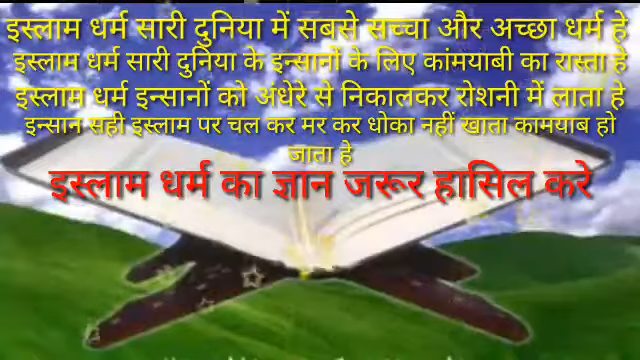 इस्लाम धर्म सारी दुनिया में सबसे सच्चा और अच्छा धर्म हे
इस्लाम धर्म सारी दुनिया के इन्सानों के लिए कांमयाबी का रास्ता हे
इस्लाम धर्म इन्सानों को अंधेरे से निकालकर रोशनी में लाता हे
इन्सान सही इस्लाम पर चल कर मर कर धोका नहीं खाता कामयाब हो
जाता हे
इस्लाम धर्म का ज्ञान जरूर हासिल करे